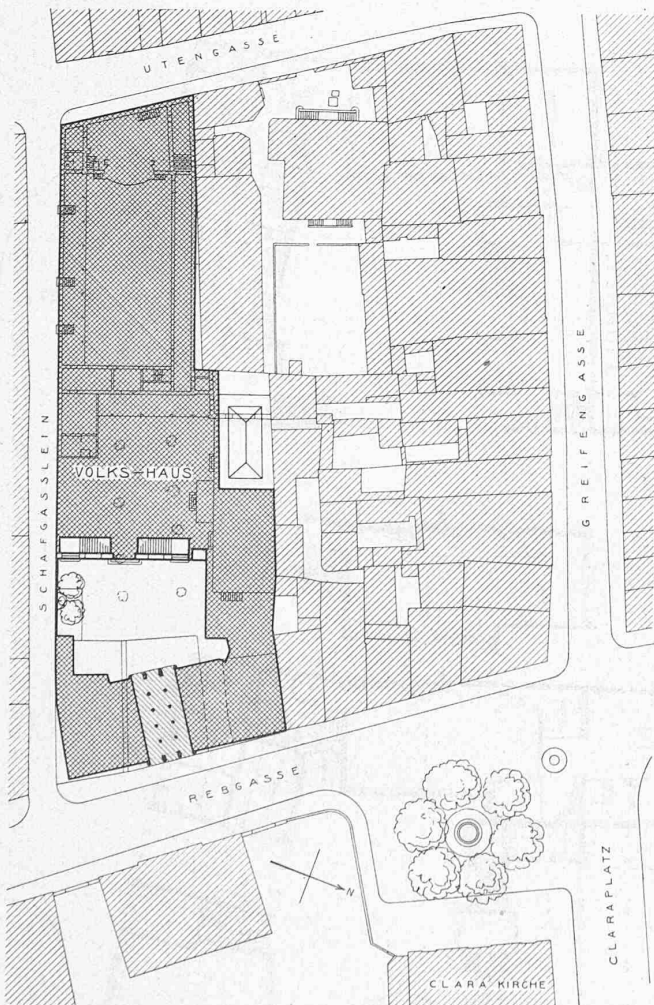 UTENGASSE
SCHAFGÄSSLEIN
VOLKS-HAUS
GREIFENGASSE
REBGASSE
N
CLARAPLATZ
CLARA KIRCHE